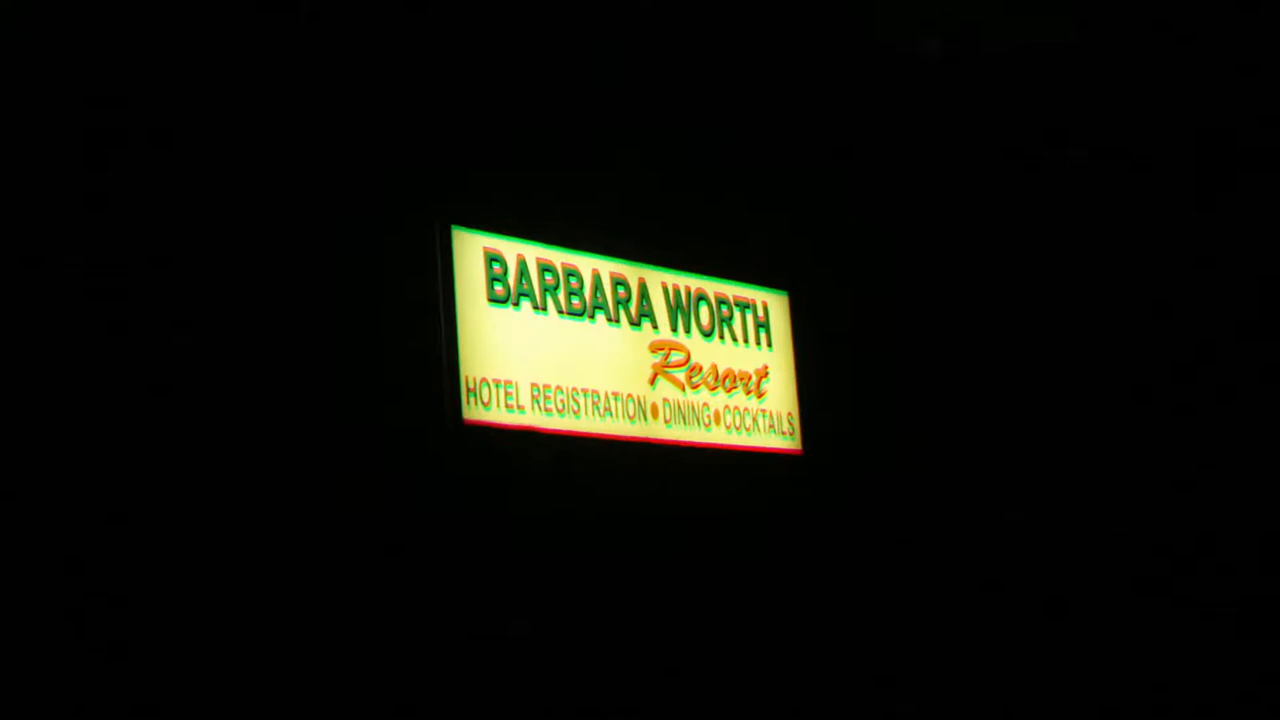 BARBARA WORTH
Resort
HOTEL REGISTRATION • DINING • COCKTAILS